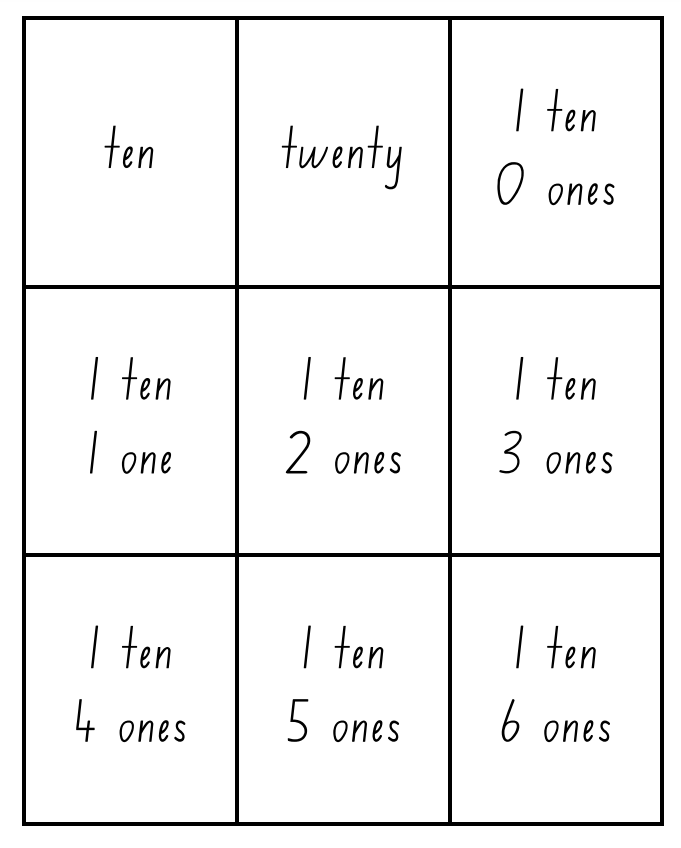 ten
twenty
1 ten
0 ones
1 ten
1 one
1 ten
2 ones
1 ten
3 ones
1 ten
4 ones
1 ten
5 ones
1 ten
6 ones